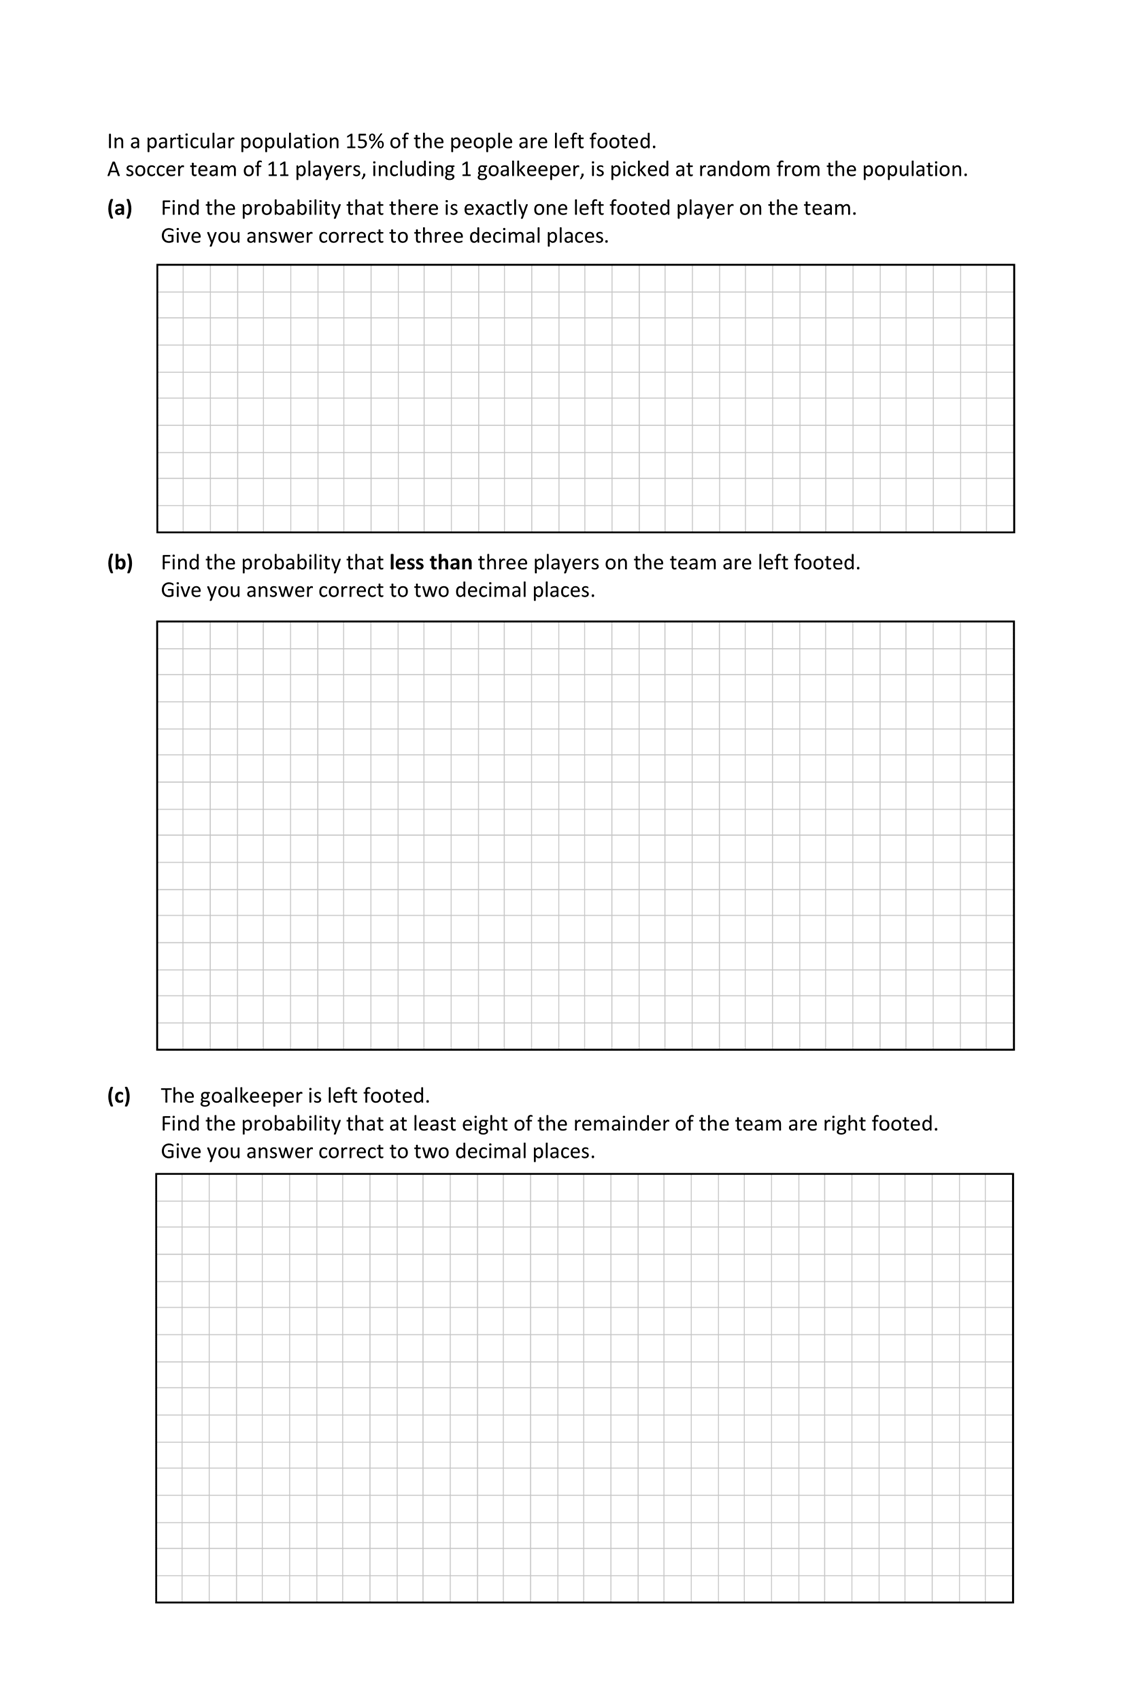 In a particular population 15% of the people are left footed.
A soccer team of 11 players, including 1 goalkeeper, is picked at random from the population.
(a) Find the probability that there is exactly one left footed player on the team.
Give you answer correct to three decimal places.
(b) Find the probability that less than three players on the team are left footed.
Give you answer correct to two decimal places.
(c) The goalkeeper is left footed.
Find the probability that at least eight of the remainder of the team are right footed.
Give you answer correct to two decimal places.